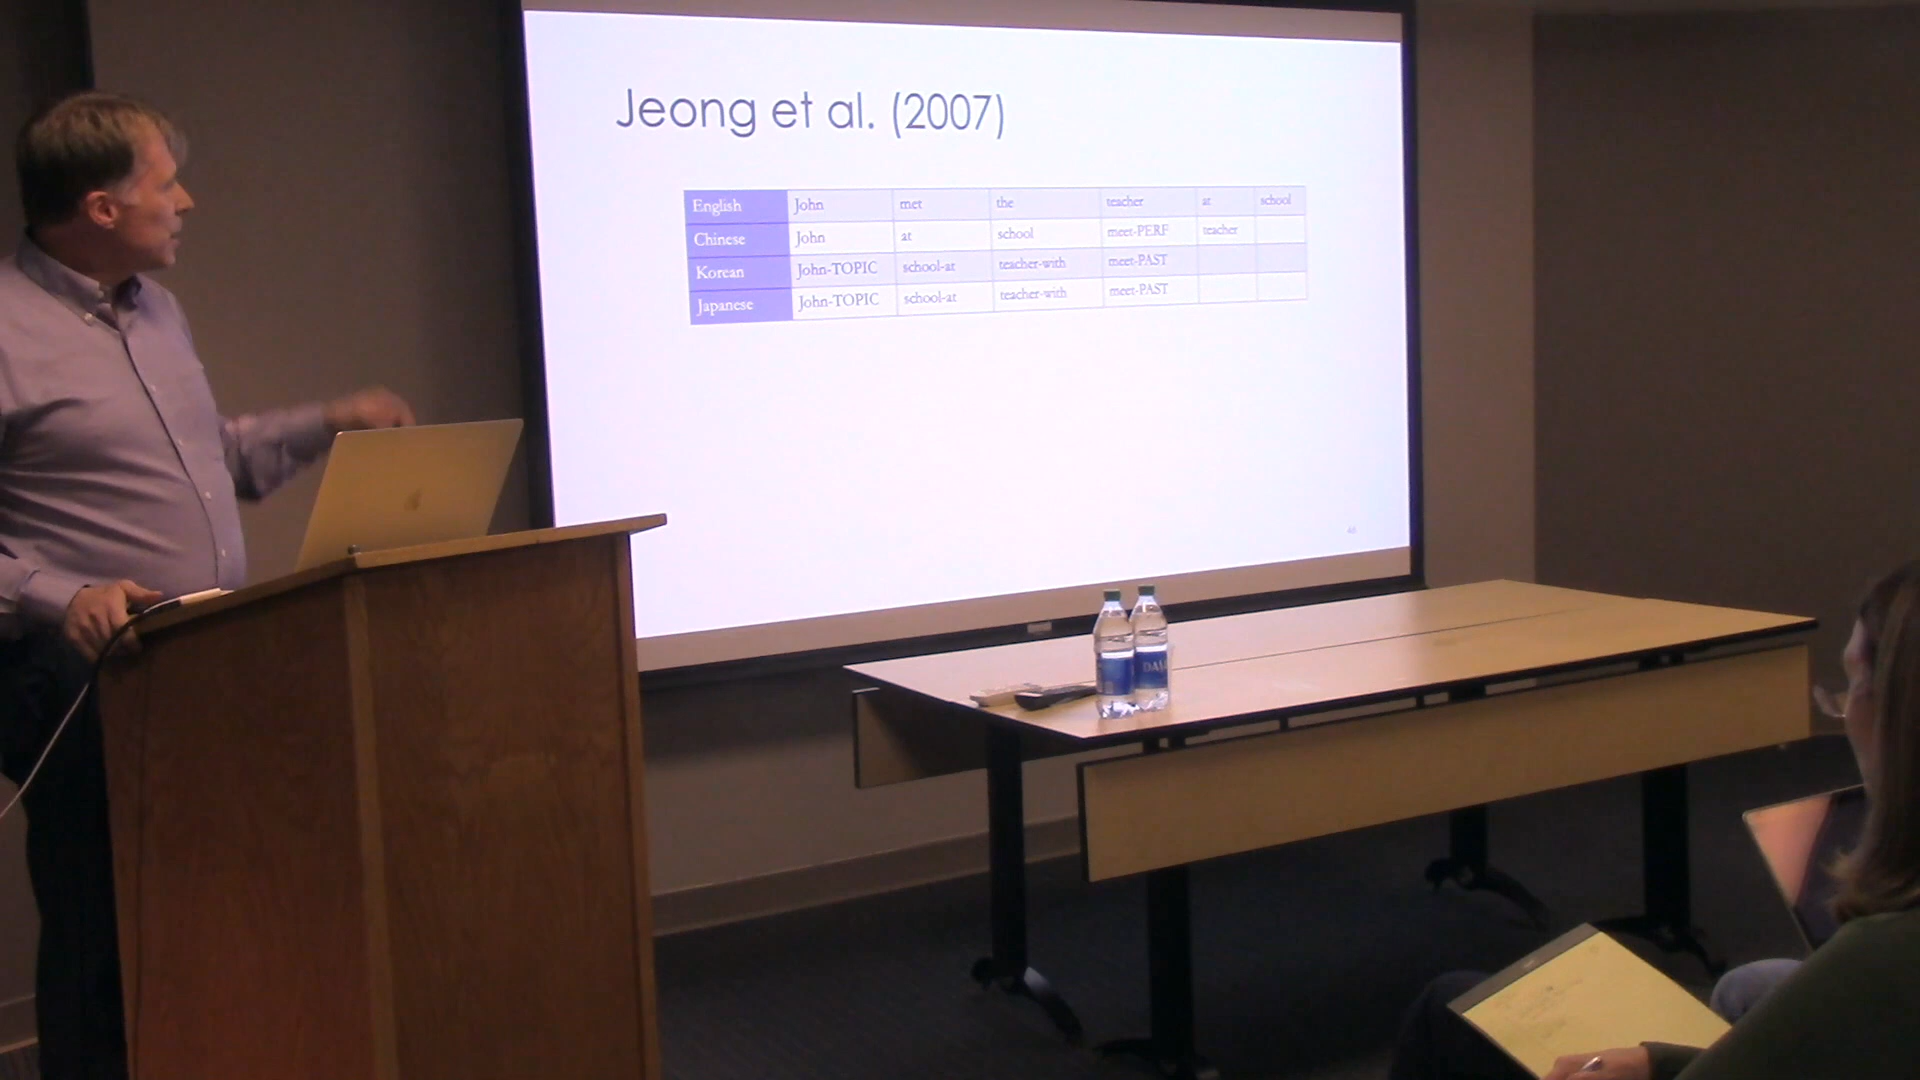 Jeong et al. (2007)
English John met the teacher at school
Chinese John at school meet-PERF teacher
Korean John-TOPIC school-at teacher-with meet-PAST
Japanese John-TOPIC school-at teacher-with meet-PAST